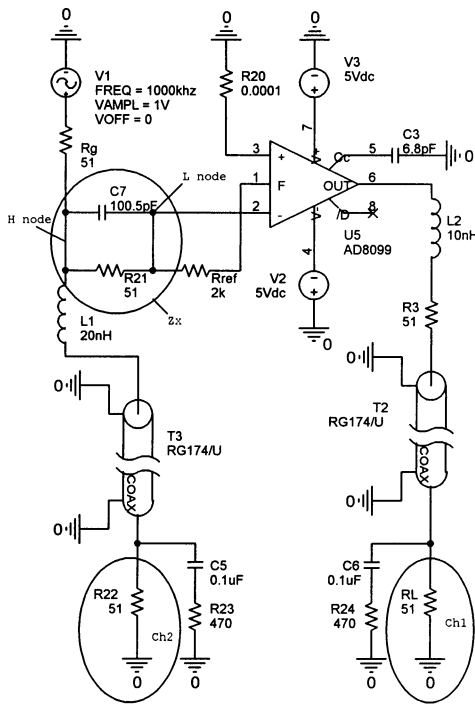 0
0
0
V1
FREQ = 1000khz
VAMPL = 1V
VOFF = 0
R20
0.0001
V3
5Vdc
Rg
51
7
V+
Cc
5
C3
6.8pF
0
3
+
1
F
2
-
OUT
6
/D
8
V-
4
U5
AD8099
L node
H node
C7
100.5pF
R21
51
Zx
Rref
2k
V2
5Vdc
0
L2
10nH
R3
51
L1
20nH
0
T3
RG174/U
COAX
0
0
T2
RG174/U
COAX
0
C5
0.1uF
R22
51
R23
470
Ch2
0
0
C6
0.1uF
R24
470
RL
51
Ch1
0
0